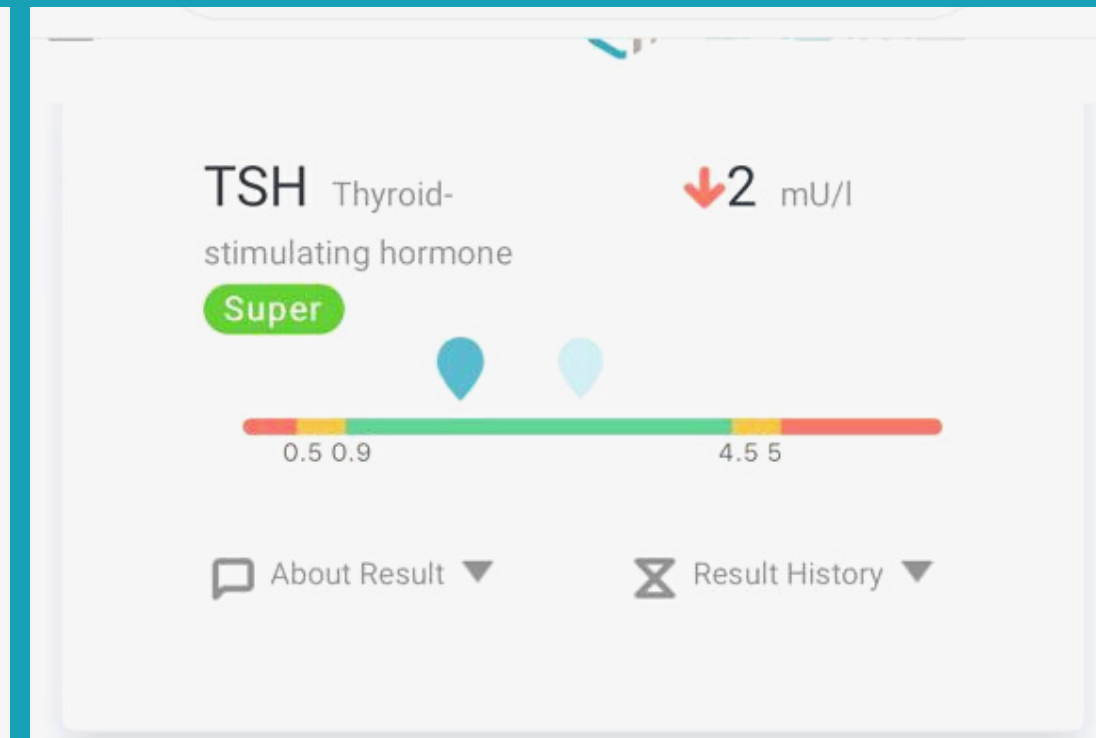 TSH Thyroid- 2 mU/l
stimulating hormone
Super
0.5 0.9 4.5 5
About Result Result History